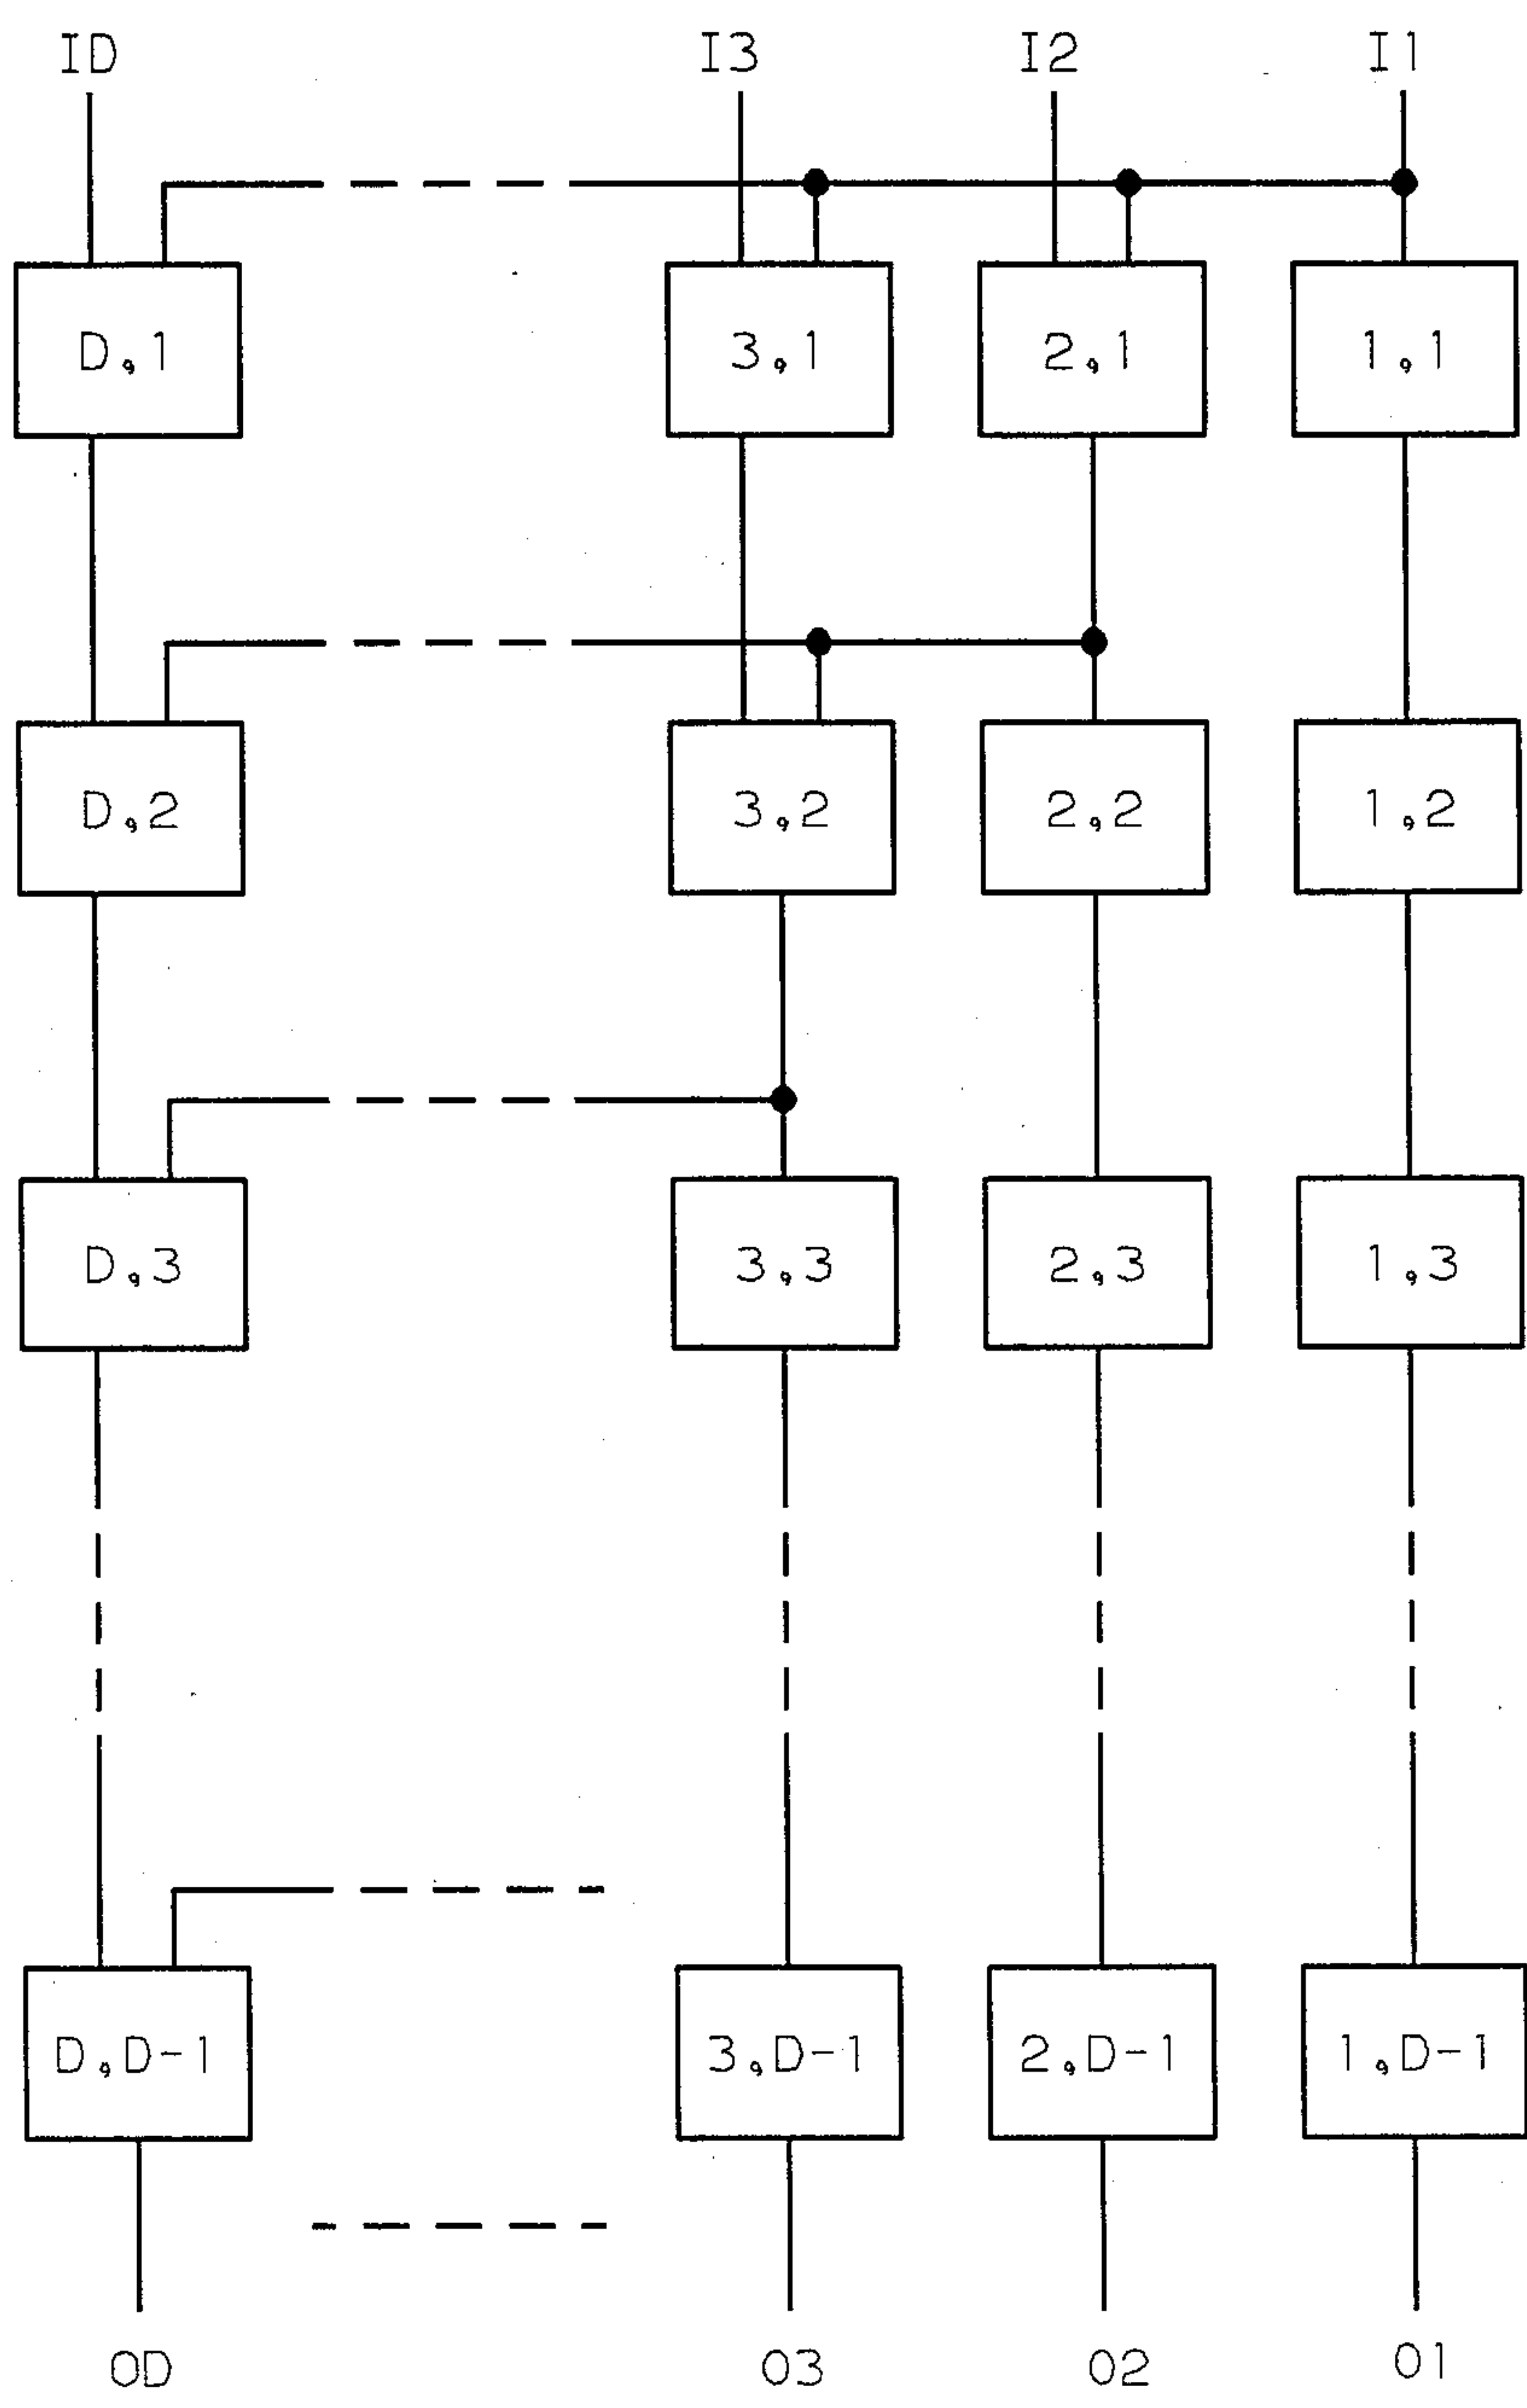 ID I3 I2 I1
D,1 3,1 2,1 1,1
D,2 3,2 2,2 1,2
D,3 3,3 2,3 1,3
D,D-1 3,D-1 2,D-1 1,D-1
OD O3 O2 O1